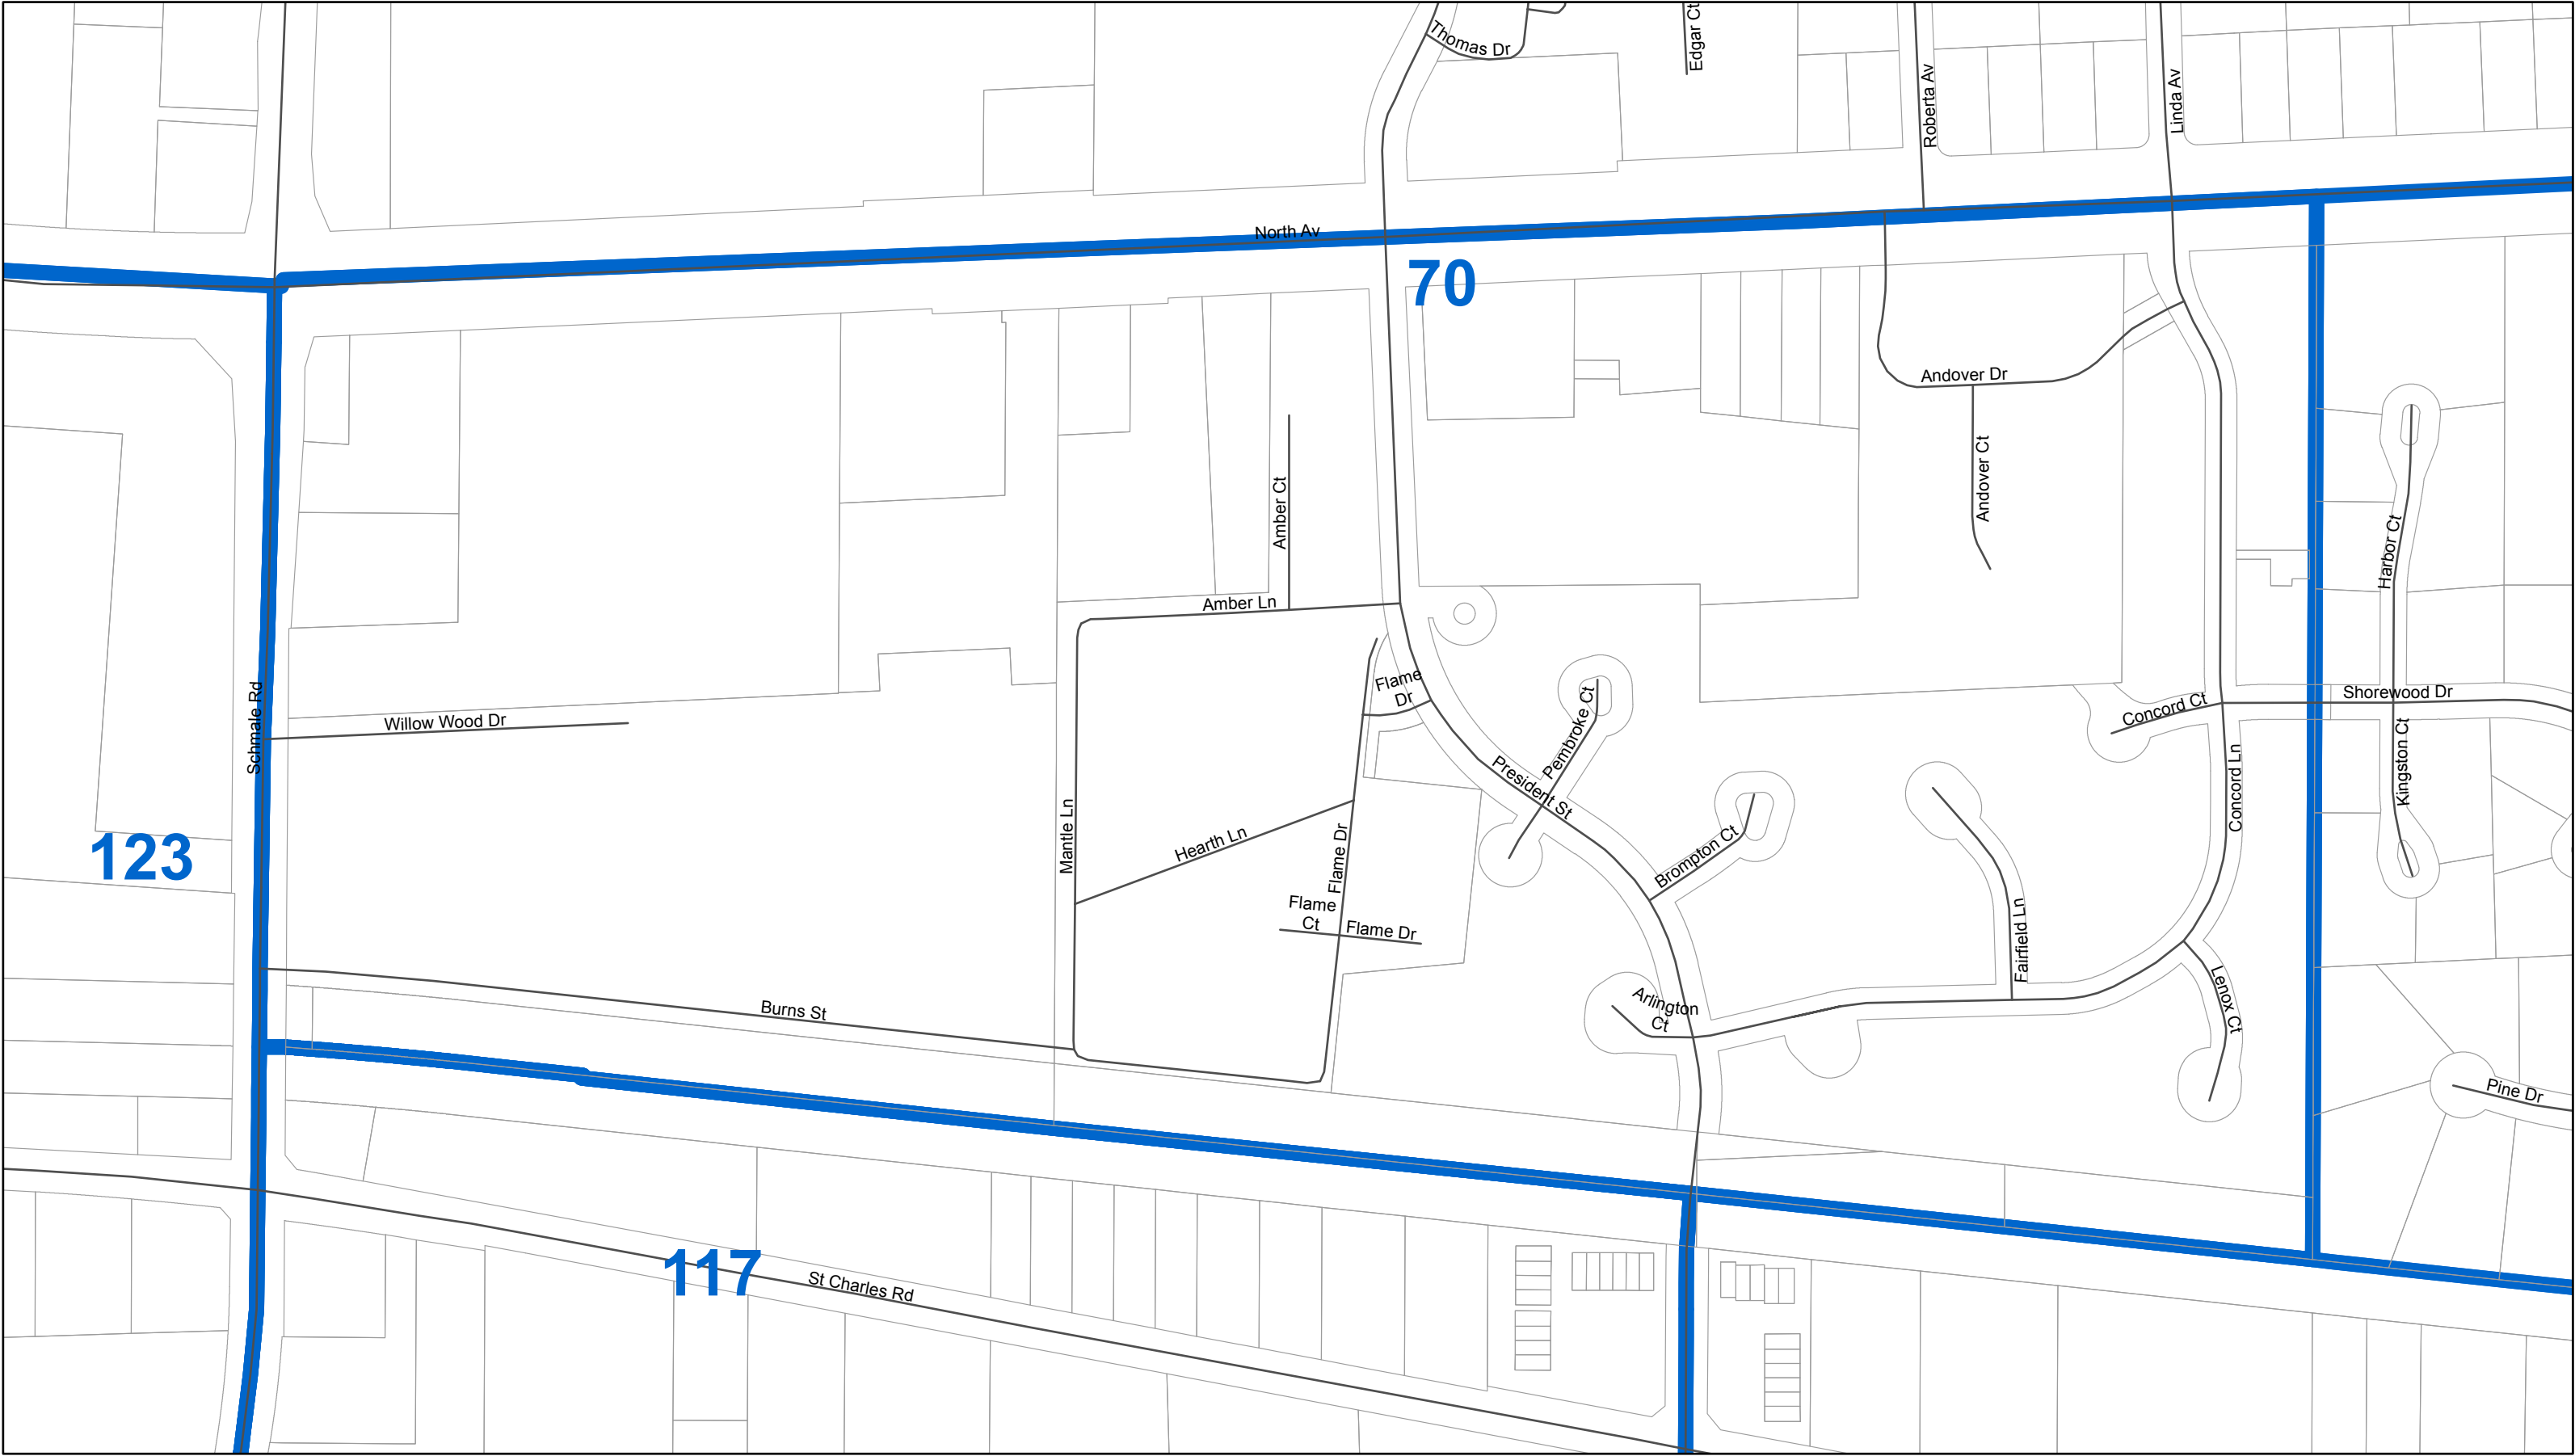 Thomas Dr
Edgar Ct
Roberta Av
Linda Av
North Av
70
Andover Dr
Andover Ct
Amber Ct
Harbor Ct
Amber Ln
Flame
Dr
Pembroke Ct
Shorewood Dr
Concord Ct
Schmale Rd
Willow Wood Dr
Kingston Ct
President St
Concord Ln
Mantle Ln
Hearth Ln
Flame Dr
123
Brompton Ct
Flame
Ct
Flame Dr
Fairfield Ln
Lenox Ct
Arlington
Ct
Burns St
Pine Dr
117
St Charles Rd